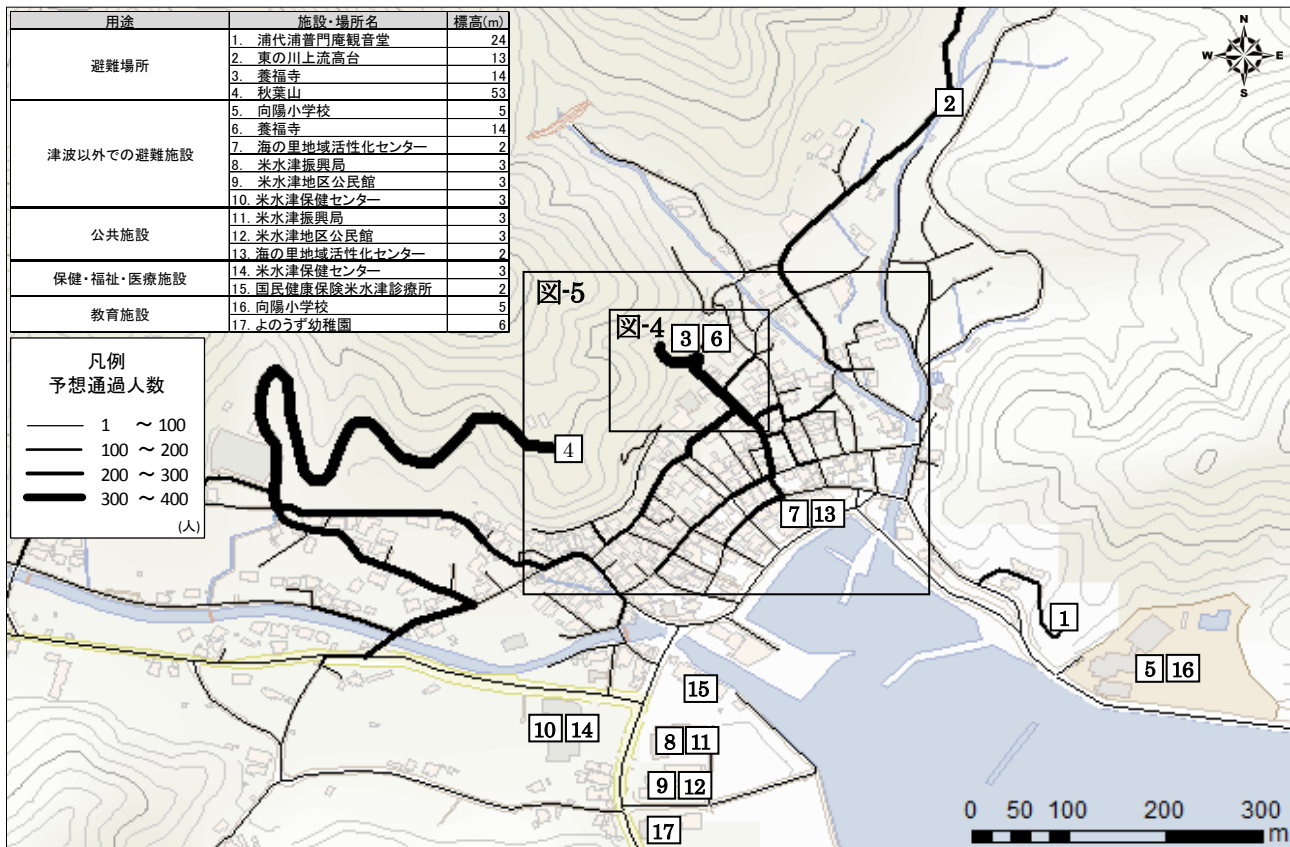 用途 施設・場所名 標高(m)
避難場所
1. 浦代浦普門庵観音堂 24
2. 東の川上流高台 13
3. 養福寺 14
4. 秋葉山 53
津波以外での避難施設
5. 向陽小学校 5
6. 養福寺 14
7. 海の里地域活性化センター 2
8. 米水津振興局 3
9. 米水津地区公民館 3
10. 米水津保健センター 3
公共施設
11. 米水津振興局 3
12. 米水津地区公民館 3
13. 海の里地域活性化センター 2
保健・福祉・医療施設
14. 米水津保健センター 3
15. 国民健康保険米水津診療所 2
教育施設
16. 向陽小学校 5
17. よのうず幼稚園 6
凡例
予想通過人数
1 ～100
100 ～200
200 ～300
300 ～400
(人)
N
W E
S
2
図-5
図-4
3 6
4
7 13
1
5 16
15
10 14
8 11
9 12
17
0 50 100 200 300
m